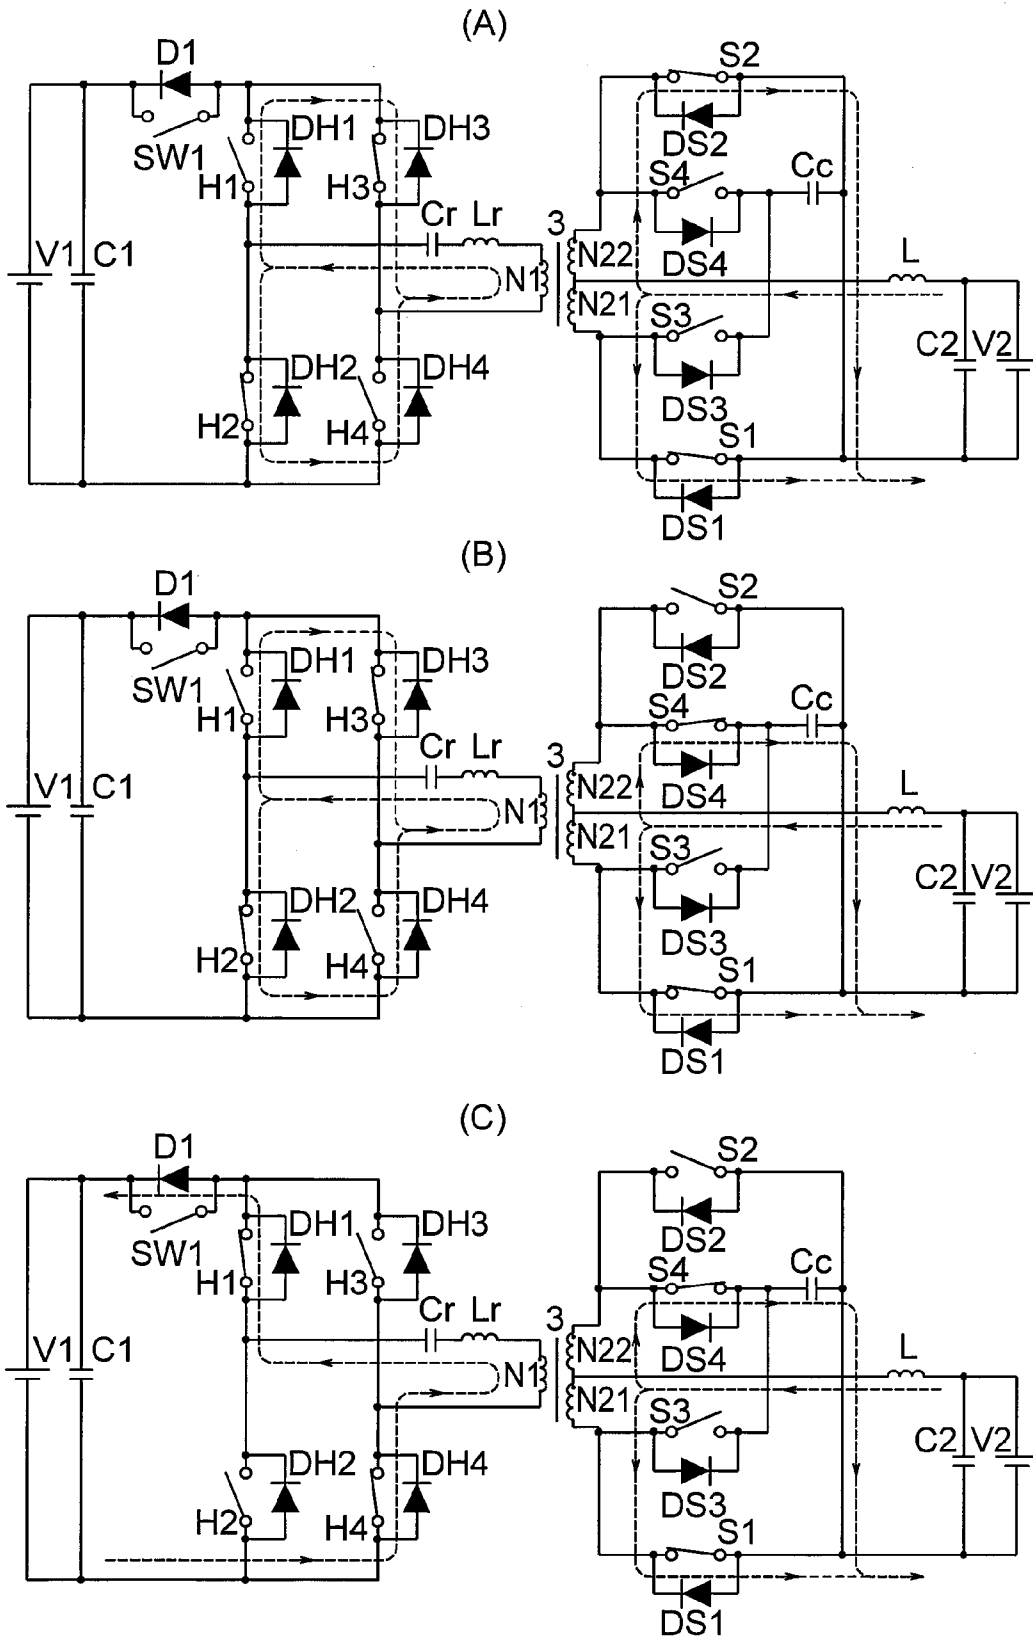 (A)
D1
S2
DH1
DH3
DS2
SW1
H1
H3
S4
Cc
Cr
Lr
3
V1
C1
N1
N22
DS4
L
N21
S3
DH2
DH4
C2
V2
DS3
H2
H4
S1
DS1
(B)
D1
S2
DH1
DH3
DS2
SW1
H1
H3
S4
Cc
Cr
Lr
3
V1
C1
N1
N22
DS4
L
N21
S3
DH2
DH4
C2
V2
DS3
H2
H4
S1
DS1
(C)
D1
S2
DH1
DH3
DS2
SW1
H1
H3
S4
Cc
Cr
Lr
3
V1
C1
N1
N22
DS4
L
N21
S3
DH2
DH4
C2
V2
DS3
H2
H4
S1
DS1